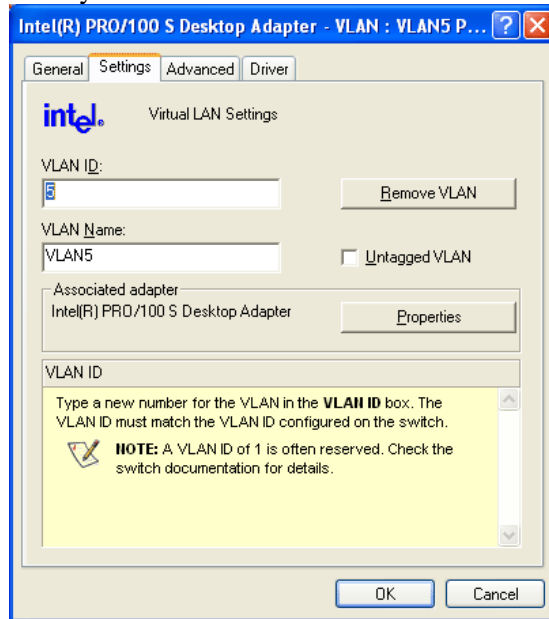 Intel(R) PRO/100 S Desktop Adapter - VLAN : VLAN5 P...
General Settings Advanced Driver
intel. Virtual LAN Settings
VLAN ID:
5
Remove VLAN
VLAN Name:
VLAN5
Untagged VLAN
Associated adapter
Intel(R) PRO/100 S Desktop Adapter
Properties
VLAN ID
Type a new number for the VLAN in the VLAN ID box. The
VLAN ID must match the VLAN ID configured on the switch.
NOTE: A VLAN ID of 1 is often reserved. Check the
switch documentation for details.
OK Cancel